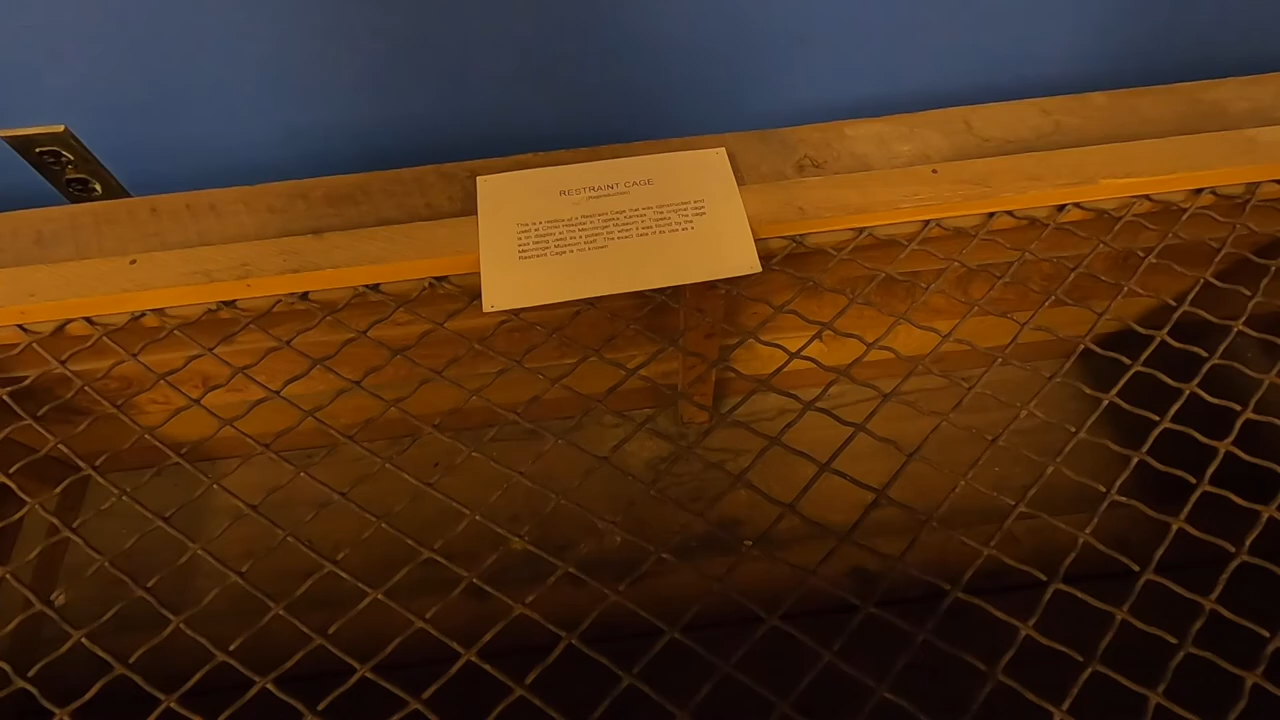 RESTRAINT CAGE
(Reproduction)
This is a replica of a Restraint Cage that was constructed and
used at Christ Hospital in Topeka, Kansas. The original cage
is on display at the Menninger Museum in Topeka. The cage
was being used as a potato bin when it was found by the
Menninger Museum staff. The exact date of its use as a
Restraint Cage is not known.